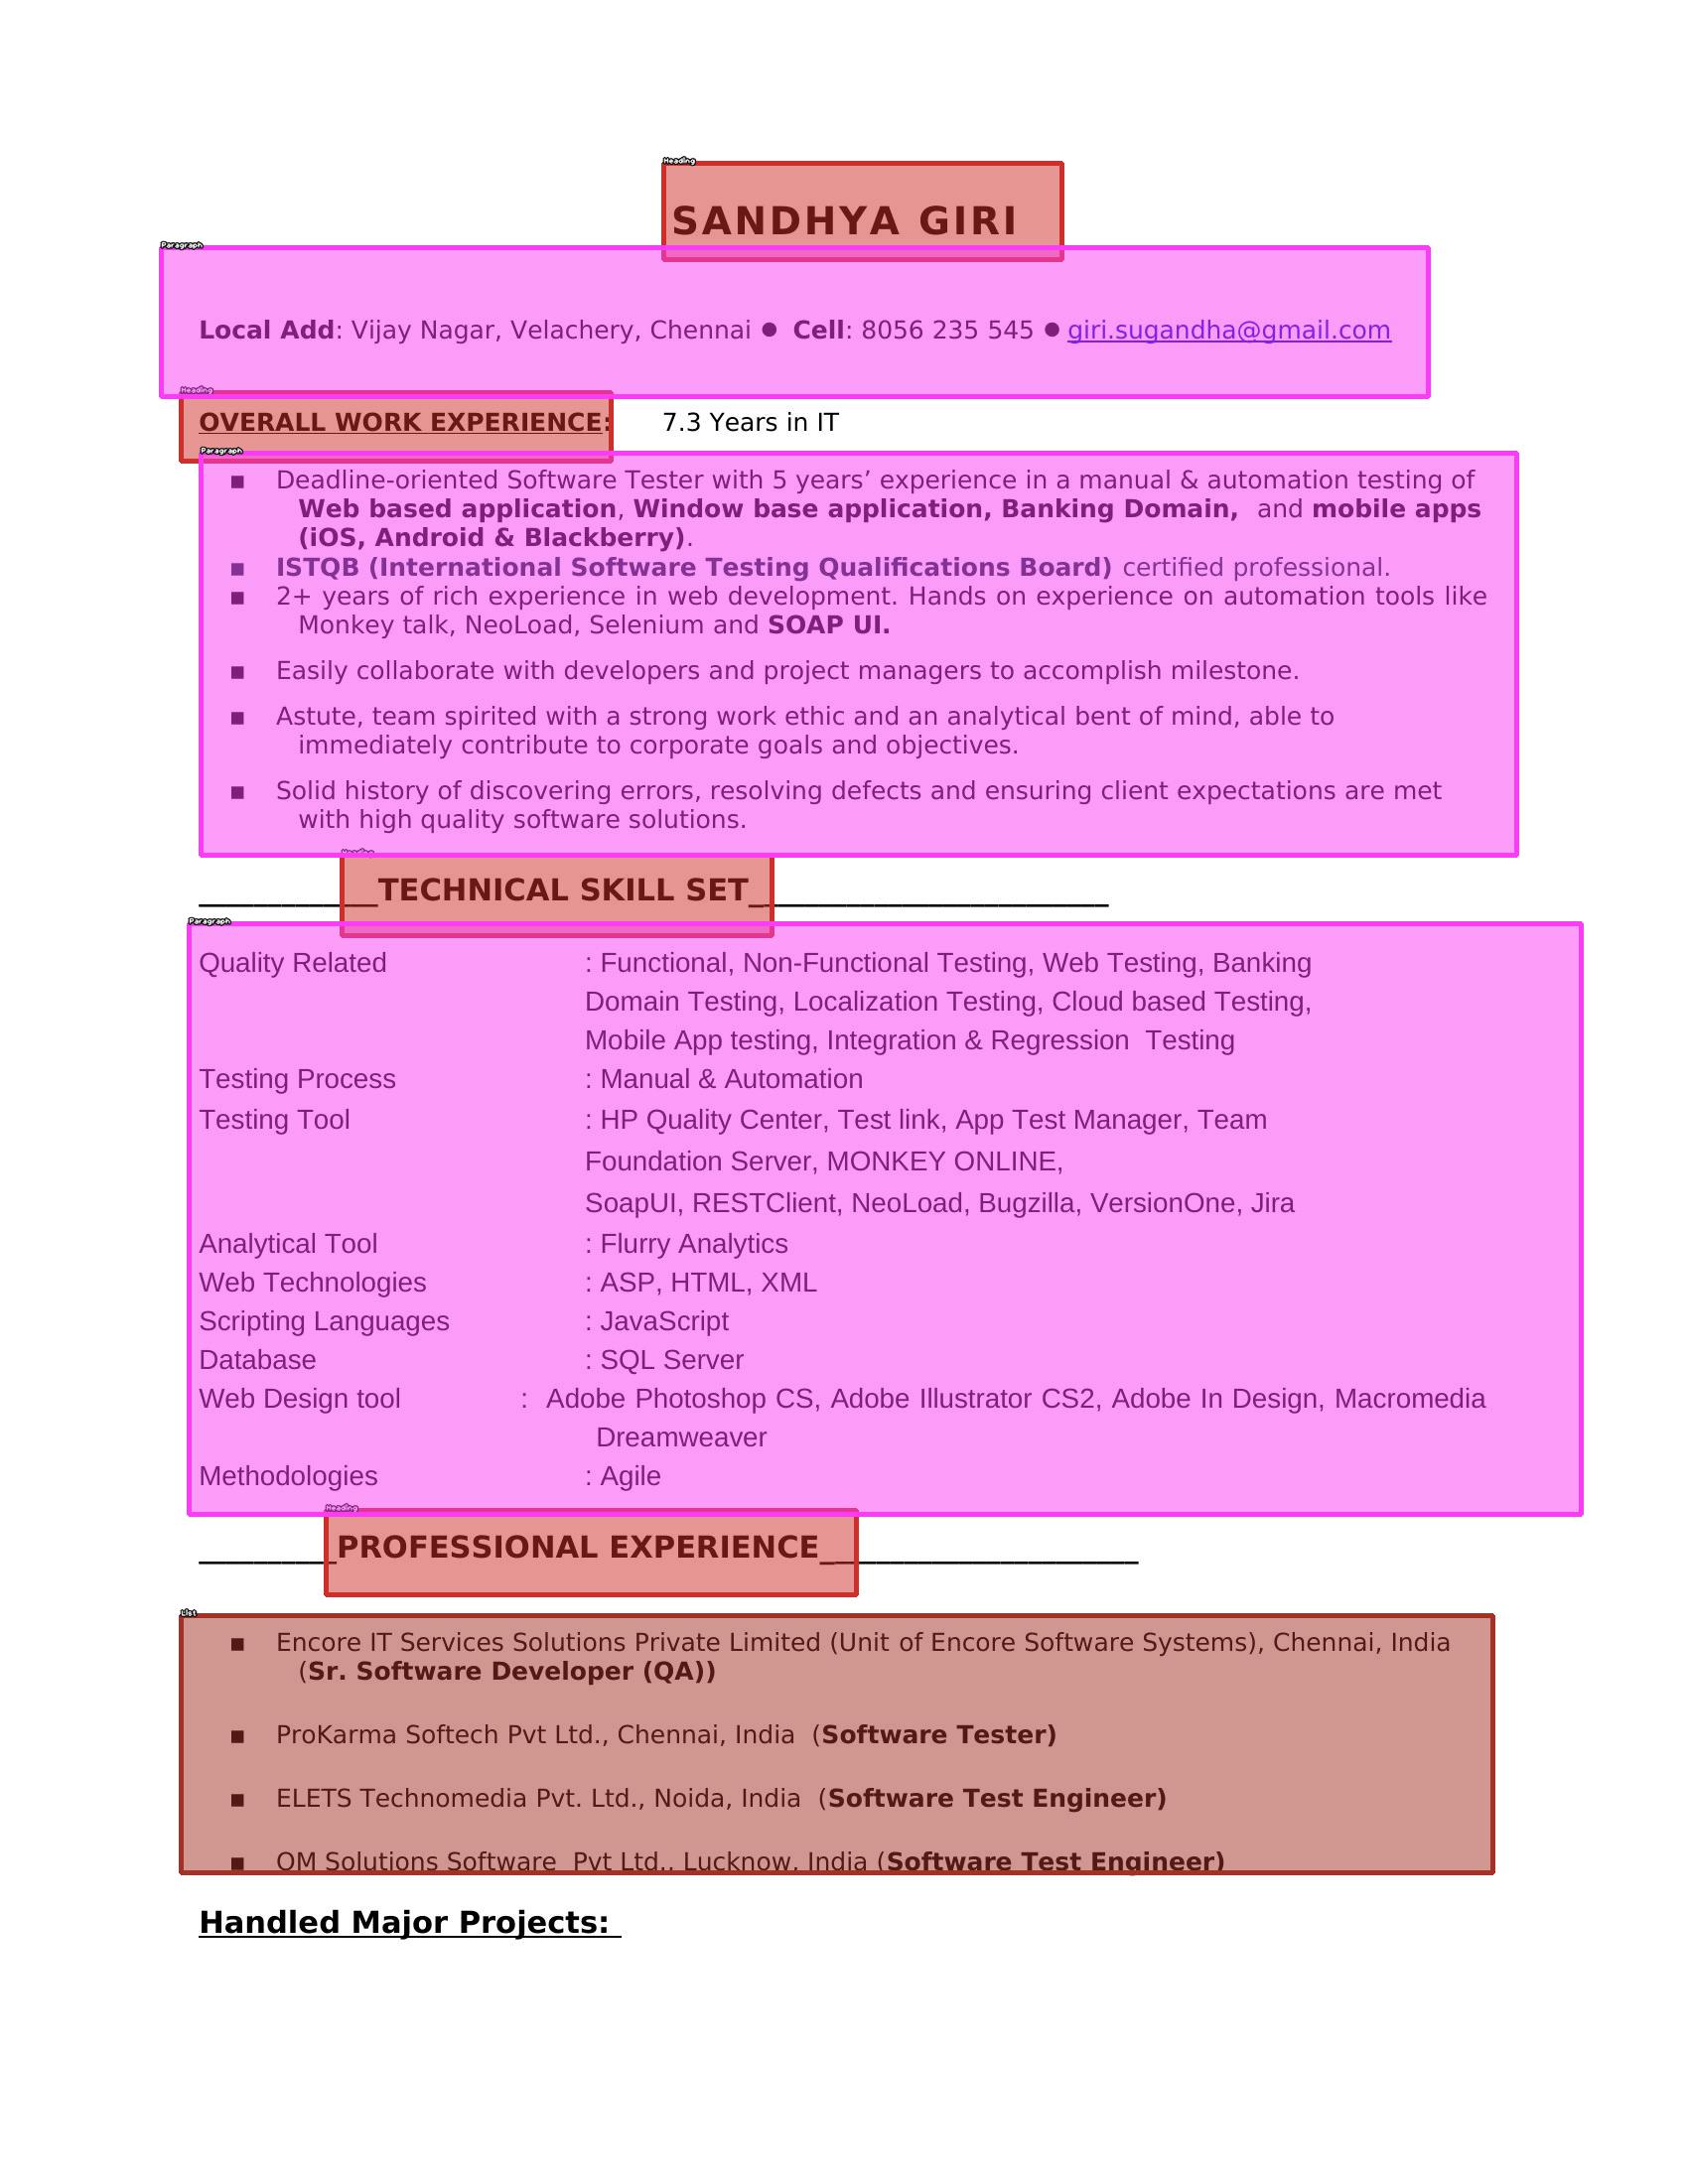 Heading
SANDHYA GIRI
Paragraph
Local Add: Vijay Nagar, Velachery, Chennai ● Cell: 8056 235 545 ● giri.sugandha@gmail.com
Heading
OVERALL WORK EXPERIENCE: 7.3 Years in IT
Paragraph
▪ Deadline-oriented Software Tester with 5 years’ experience in a manual & automation testing of
Web based application, Window base application, Banking Domain, and mobile apps
(iOS, Android & Blackberry).
▪ ISTQB (International Software Testing Qualifications Board) certified professional.
▪ 2+ years of rich experience in web development. Hands on experience on automation tools like
Monkey talk, NeoLoad, Selenium and SOAP UI.
▪ Easily collaborate with developers and project managers to accomplish milestone.
▪ Astute, team spirited with a strong work ethic and an analytical bent of mind, able to
immediately contribute to corporate goals and objectives.
▪ Solid history of discovering errors, resolving defects and ensuring client expectations are met
with high quality software solutions.
Heading
_____________TECHNICAL SKILL SET__________________________
Paragraph
Quality Related : Functional, Non-Functional Testing, Web Testing, Banking
Domain Testing, Localization Testing, Cloud based Testing,
Mobile App testing, Integration & Regression Testing
Testing Process : Manual & Automation
Testing Tool : HP Quality Center, Test link, App Test Manager, Team
Foundation Server, MONKEY ONLINE,
SoapUI, RESTClient, NeoLoad, Bugzilla, VersionOne, Jira
Analytical Tool : Flurry Analytics
Web Technologies : ASP, HTML, XML
Scripting Languages : JavaScript
Database : SQL Server
Web Design tool : Adobe Photoshop CS, Adobe Illustrator CS2, Adobe In Design, Macromedia
Dreamweaver
Methodologies : Agile
Heading
__________PROFESSIONAL EXPERIENCE_______________________
List
▪ Encore IT Services Solutions Private Limited (Unit of Encore Software Systems), Chennai, India
(Sr. Software Developer (QA))
▪ ProKarma Softech Pvt Ltd., Chennai, India (Software Tester)
▪ ELETS Technomedia Pvt. Ltd., Noida, India (Software Test Engineer)
▪ OM Solutions Software Pvt Ltd., Lucknow, India (Software Test Engineer)
Handled Major Projects: